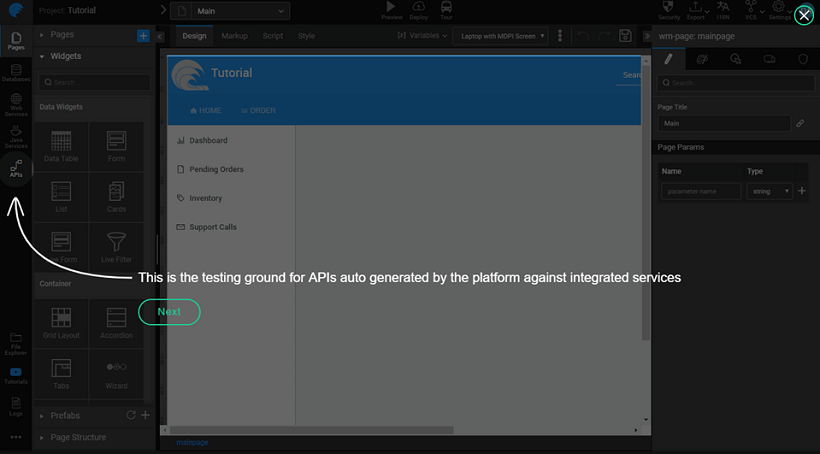 Project: Tutorial
Main
Preview
Deploy
Tour
Security
Export
I18N
VCS
Settings
Pages
Databases
Web Services
Java Services
APIs
File Explorer
Tutorials
Logs
Pages
Widgets
Search...
Data Widgets
Data Table
Form
List
Cards
Live Filter
Container
Grid Layout
Accordion
Tabs
Wizard
Prefabs
Page Structure
Design
Markup
Script
Style
[x] Variables
Laptop with MDPI Screen
Tutorial
Sear
HOME
ORDER
Dashboard
Pending Orders
Inventory
Support Calls
This is the testing ground for APIs auto generated by the platform against integrated services
Next
mainpage
wm-page: mainpage
Search...
Page Title
Main
Page Params
Name
Type
parameter name
string